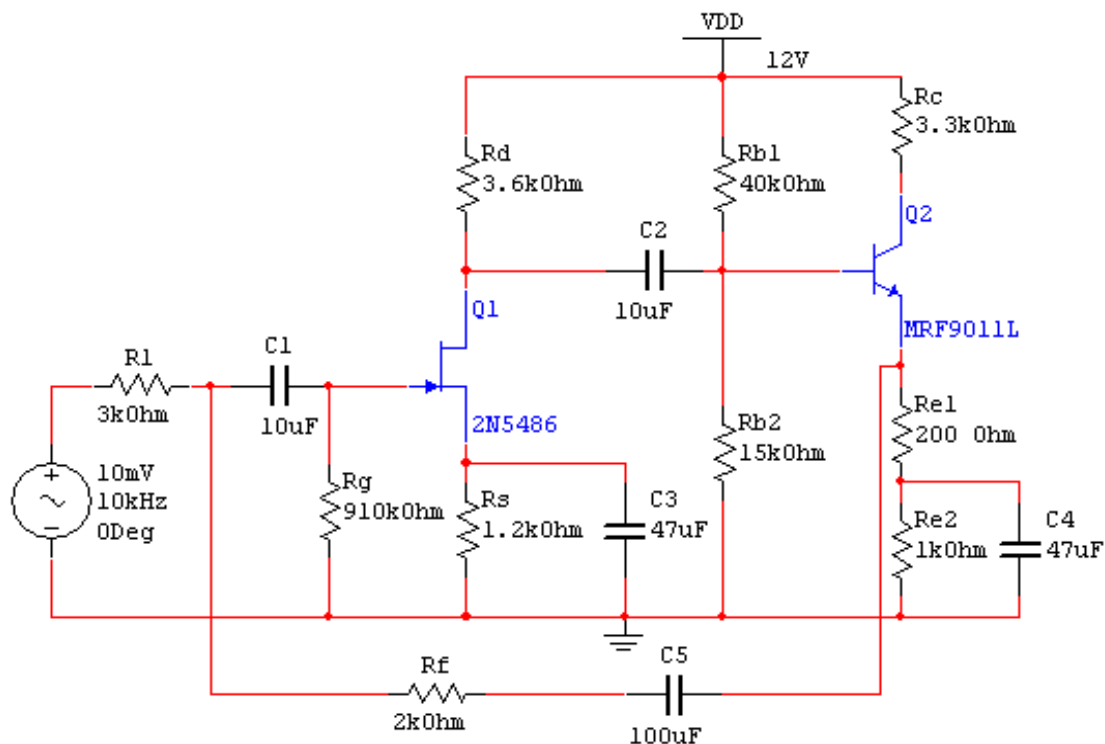 VDD
12V
Rc
3.3kOhm
Rd
3.6kOhm
Rb1
40kOhm
Q2
C2
10uF
Q1
MRF9011L
R1
3kOhm
C1
10uF
2N5486
Re1
200 Ohm
Rb2
15kOhm
10mV
10kHz
0Deg
Rg
910kOhm
Rs
1.2kOhm
C3
47uF
Re2
1kOhm
C4
47uF
Rf
2kOhm
C5
100uF